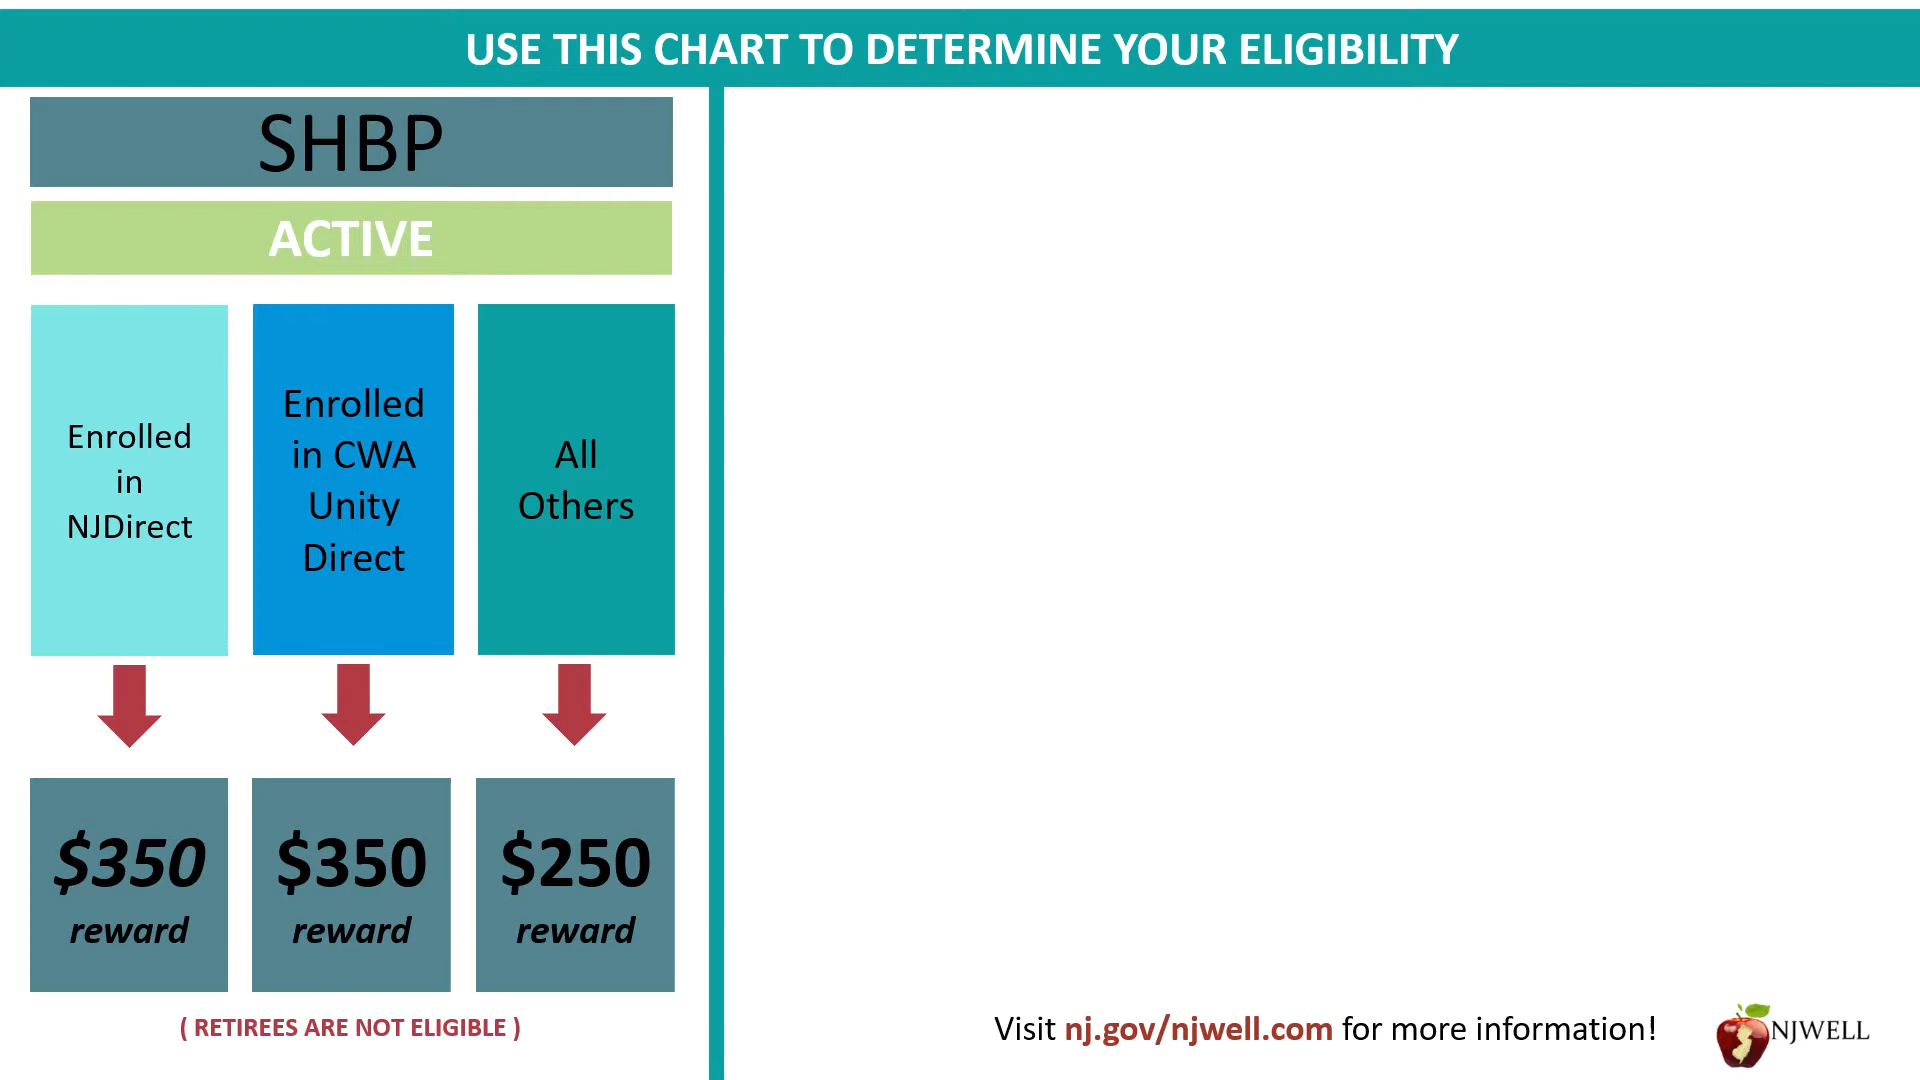 USE THIS CHART TO DETERMINE YOUR ELIGIBILITY
SHBP
ACTIVE
Enrolled
in
NJDirect
Enrolled
in CWA
Unity
Direct
All
Others
$350
reward
$350
reward
$250
reward
( RETIREES ARE NOT ELIGIBLE )
Visit nj.gov/njwell.com for more information!
NJWELL